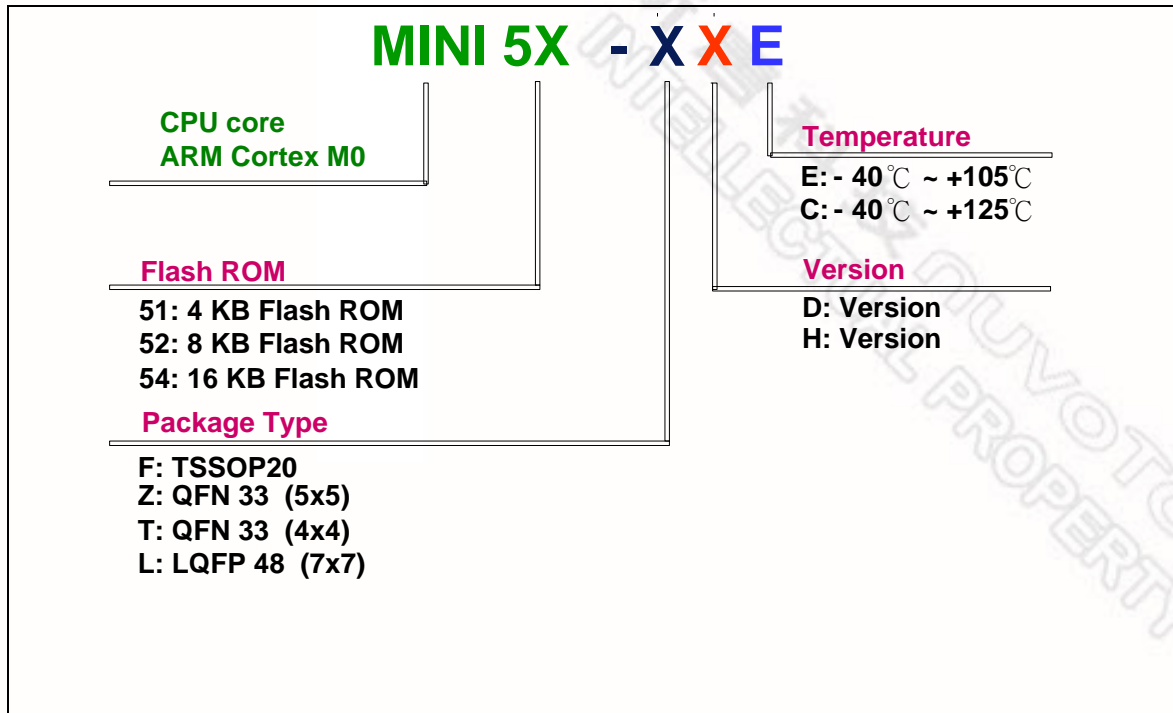 MINI 5X - X X E
CPU core
ARM Cortex M0
Temperature
E: - 40℃ ~ +105℃
C: - 40℃ ~ +125℃
Flash ROM
51: 4 KB Flash ROM
52: 8 KB Flash ROM
54: 16 KB Flash ROM
Version
D: Version
H: Version
Package Type
F: TSSOP20
Z: QFN 33 (5x5)
T: QFN 33 (4x4)
L: LQFP 48 (7x7)
INTELLECTUAL PROPERTY